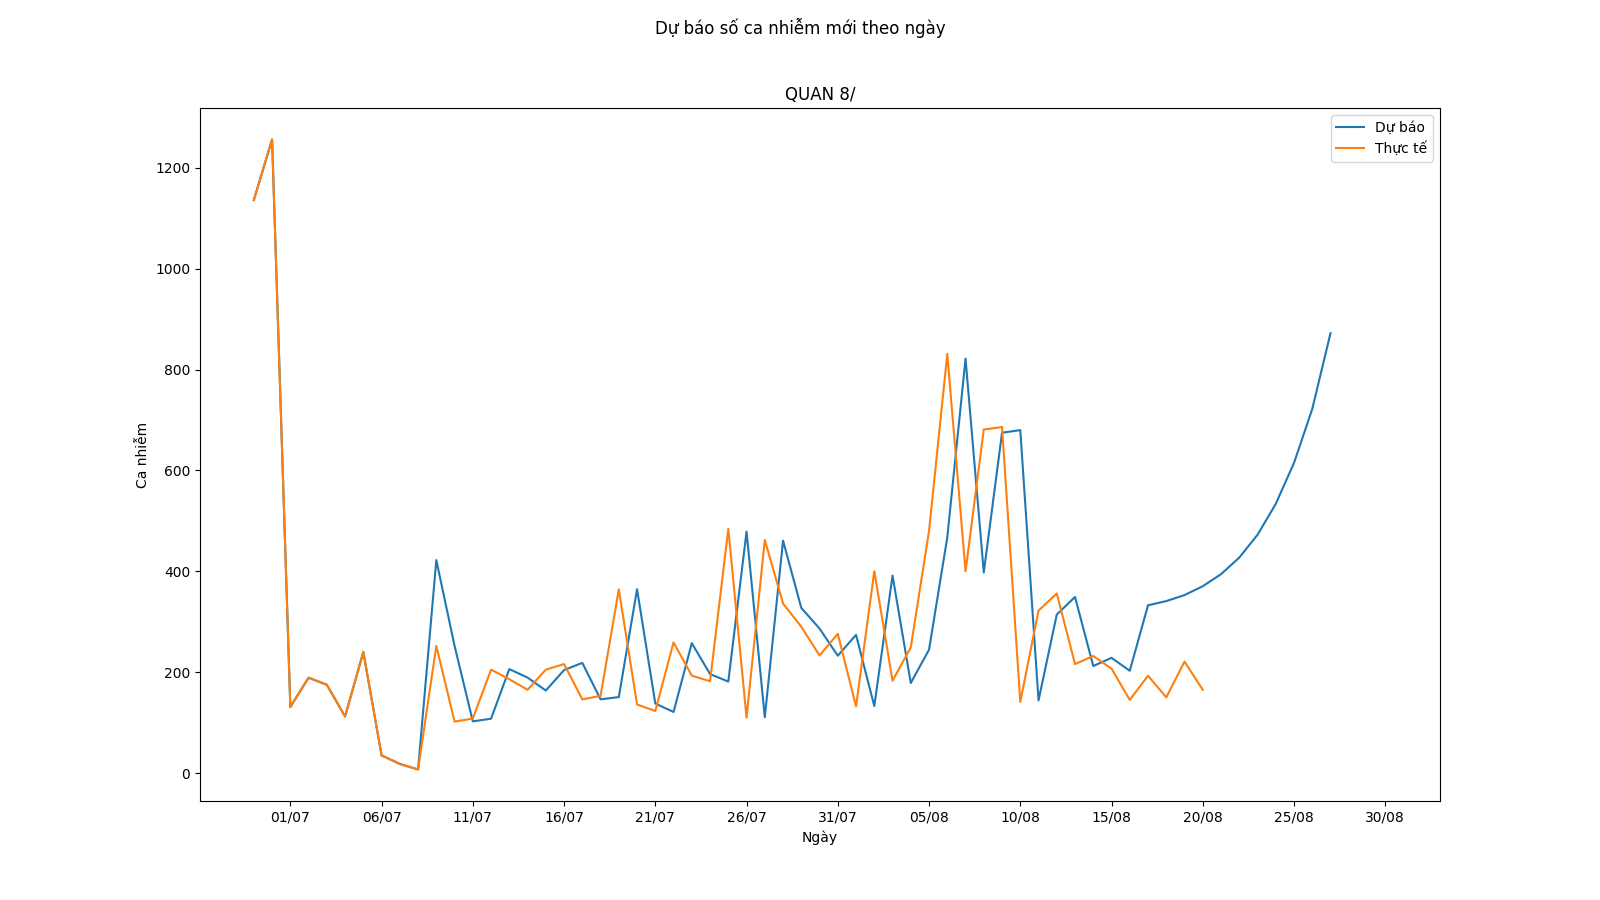 Dự báo số ca nhiễm mới theo ngày
QUAN 8/
Dự báo
Thực tế
1200
1000
800
600
400
200
0
Ca nhiễm
01/07 06/07 11/07 16/07 21/07 26/07 31/07 05/08 10/08 15/08 20/08 25/08 30/08
Ngày